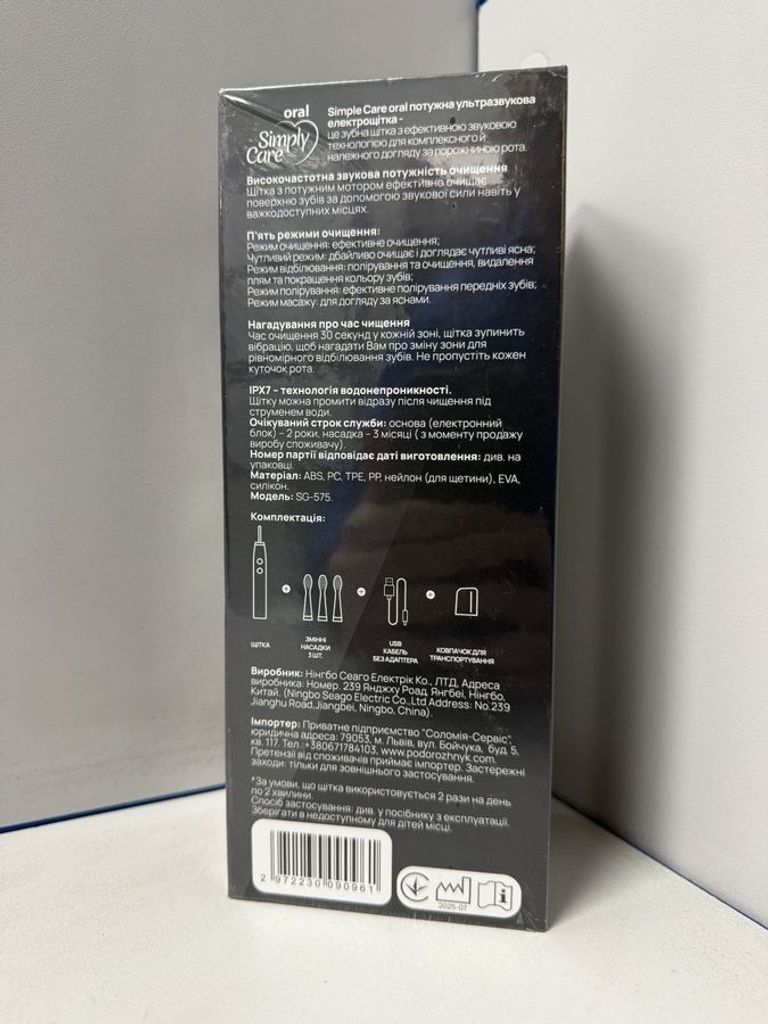 oral
Simply
Care
Simple Care oral потужна ультразвукова
електрощітка -
це зубна щітка з ефективною звуковою
технологією для комплексного й
належного догляду за порожниною рота.
Високочастотна звукова потужність очищення
Щітка з потужним мотором ефективно очищає
поверхню зубів за допомогою звукової сили навіть у
важкодоступних місцях.
П'ять режими очищення:
Режим очищення: ефективне очищення;
Чутливий режим: дбайливо очищає і доглядає чутливі ясна;
Режим відбілювання: полірування та очищення, видалення
плям та покращення кольору зубів;
Режим полірування: ефективне полірування передніх зубів;
Режим масажу: для догляду за яснами.
Нагадування про час чищення
Час очищення 30 секунд у кожній зоні, щітка зупинить
вібрацію, щоб нагадати Вам про зміну зони для
рівномірного відбілювання зубів. Не пропустіть кожен
куточок рота.
IPX7 – технологія водонепроникності.
Щітку можна промити відразу після чищення під
струменем води.
Очікуваний строк служби: основа (електронний
блок) – 2 роки, насадка – 3 місяці ( з моменту продажу
виробу споживачу).
Номер партії відповідає даті виготовлення: див. на
упаковці.
Матеріал: ABS, PC, TPE, PP, нейлон (для щетини), EVA,
силікон.
Модель: SG-575.
Комплектація:
ЩІТКА
ЗМІННІ
НАСАДКИ
3 ШТ.
USB
КАБЕЛЬ
БЕЗ АДАПТЕРА
КОВПАЧОК ДЛЯ
ТРАНСПОРТУВАННЯ
Виробник: Нінгбо Сеаго Електрік Ко., ЛТД, Адреса
виробника: Номер. 239 Янджху Роад, Янгбеі, Нінгбо,
Китай. (Ningbo Seago Electric Co.,Ltd Address: No.239
Jianghu Road,Jiangbei, Ningbo, China).
Імпортер: Приватне підприємство "Соломія-Сервіс",
юридична адреса: 79053, м. Львів, вул. Бойчука, буд. 5,
кв. 117, Тел.:+380671784103, www.podorozhnyk.com.
Претензії від споживачів приймає імпортер. Застережні
заходи: тільки для зовнішнього застосування.
*За умови, що щітка використовується 2 рази на день
по 2 хвилини.
Спосіб застосування: див. у посібнику з експлуатації.
Зберігати в недоступному для дітей місці.
2 972230 090961
2025-07